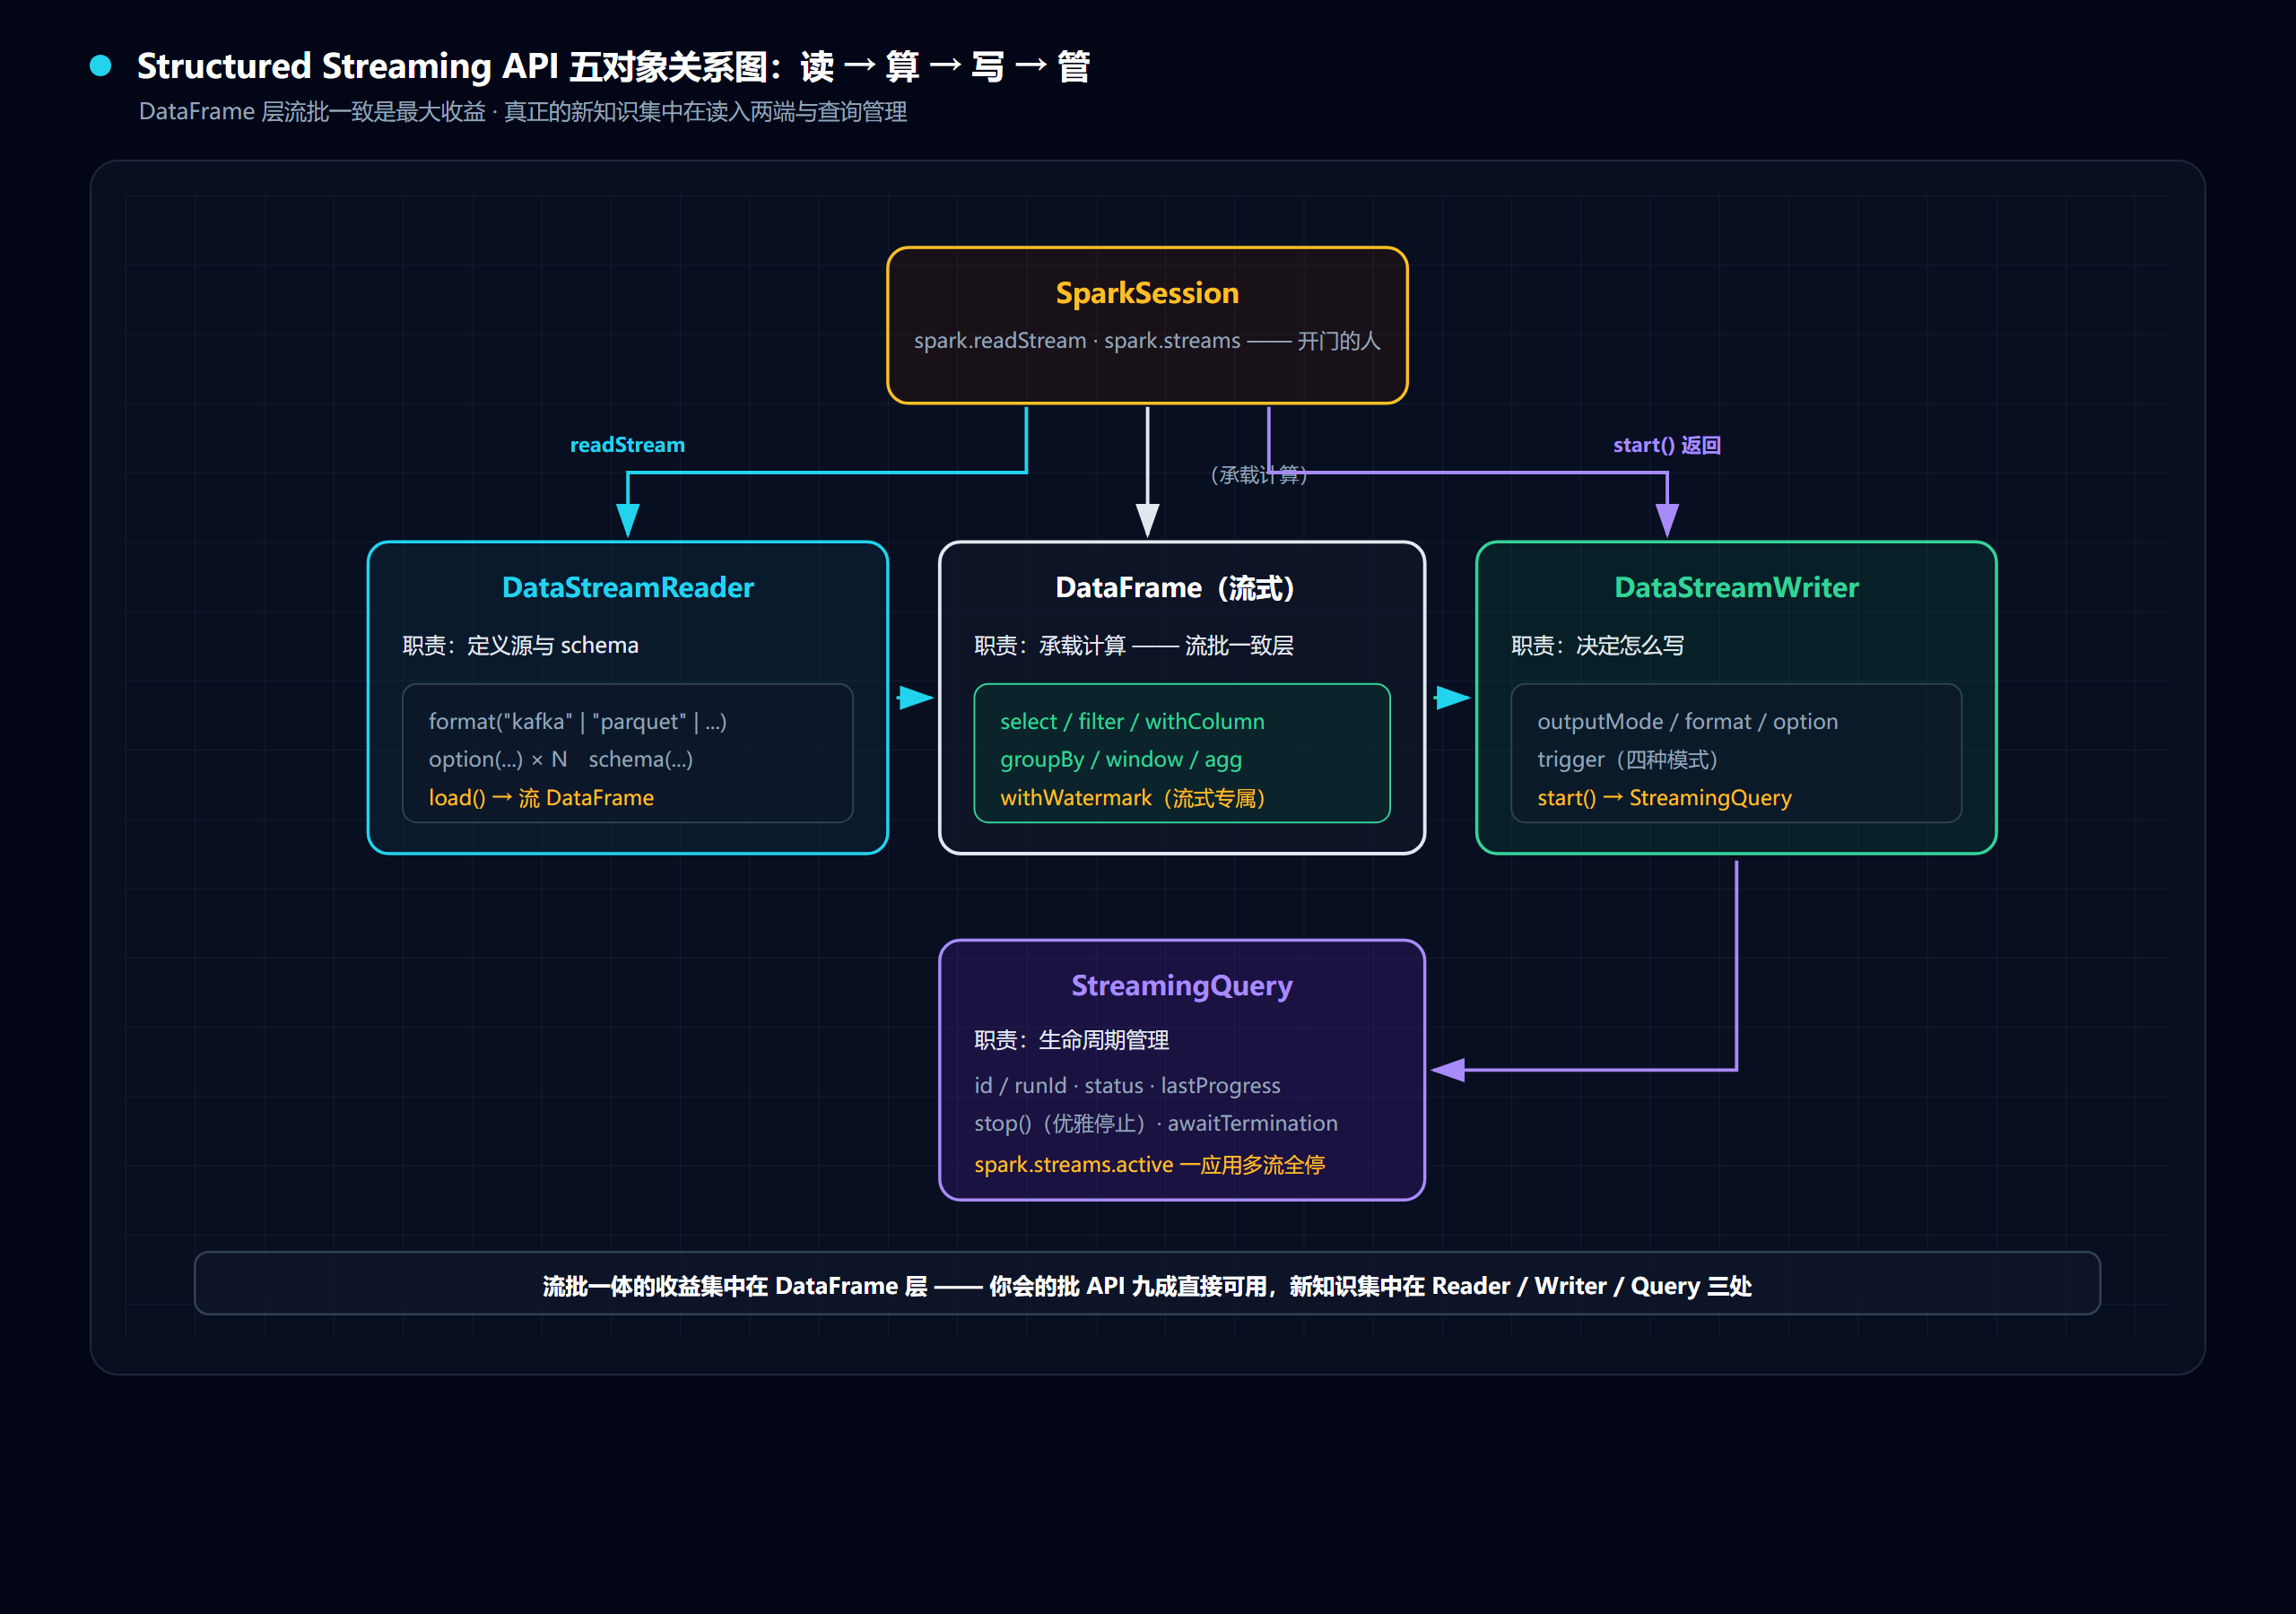 Structured Streaming API 五对象关系图：读 → 算 → 写 → 管
DataFrame 层流批一致是最大收益 · 真正的新知识集中在读入两端与查询管理
SparkSession
spark.readStream · spark.streams —— 开门的人
readStream
（承载计算）
start() 返回
DataStreamReader
职责：定义源与 schema
format("kafka" | "parquet" | ...)
option(...) × N schema(...)
load() → 流 DataFrame
DataFrame（流式）
职责：承载计算 —— 流批一致层
select / filter / withColumn
groupBy / window / agg
withWatermark（流式专属）
DataStreamWriter
职责：决定怎么写
outputMode / format / option
trigger（四种模式）
start() → StreamingQuery
StreamingQuery
职责：生命周期管理
id / runId · status · lastProgress
stop()（优雅停止）· awaitTermination
spark.streams.active 一应用多流全停
流批一体的收益集中在 DataFrame 层 —— 你会的批 API 九成直接可用，新知识集中在 Reader / Writer / Query 三处